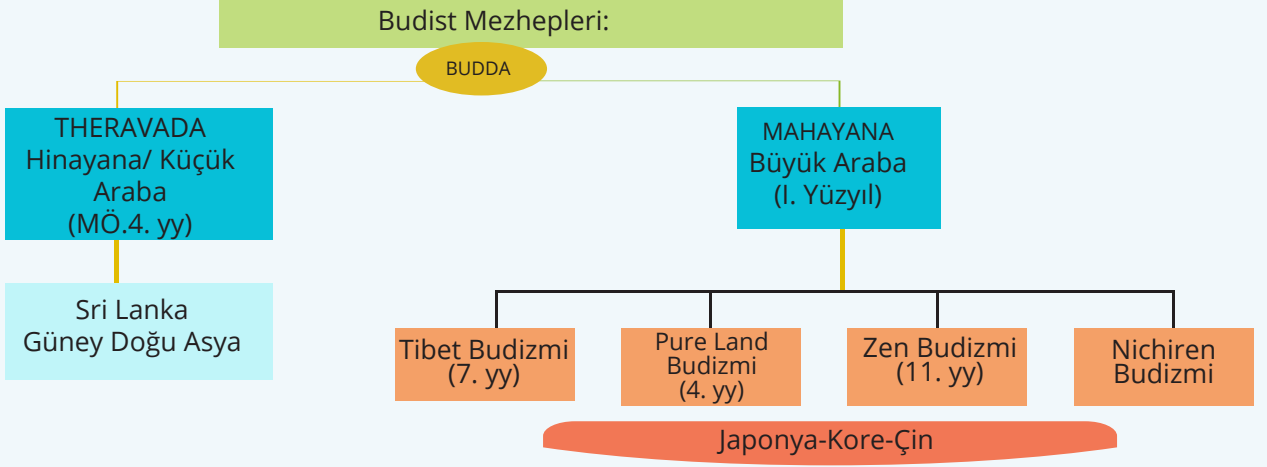 Budist Mezhepleri:
BUDDA
THERAVADA
Hinayana/ Küçük
Araba
(MÖ.4. yy)
Sri Lanka
Güney Doğu Asya
MAHAYANA
Büyük Araba
(I. Yüzyıl)
Tibet Budizmi
(7. yy)
Pure Land
Budizmi
(4. yy)
Zen Budizmi
(11. yy)
Nichiren
Budizmi
Japonya-Kore-Çin